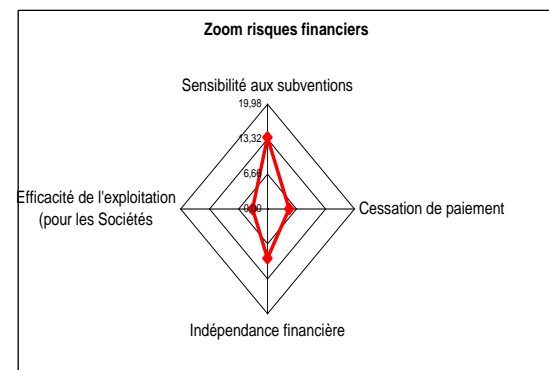 Zoom risques financiers
Sensibilité aux subventions
19,98
13,32
6,66
0,00
Efficacité de l'exploitation
(pour les Sociétés
Cessation de paiement
Indépendance financière